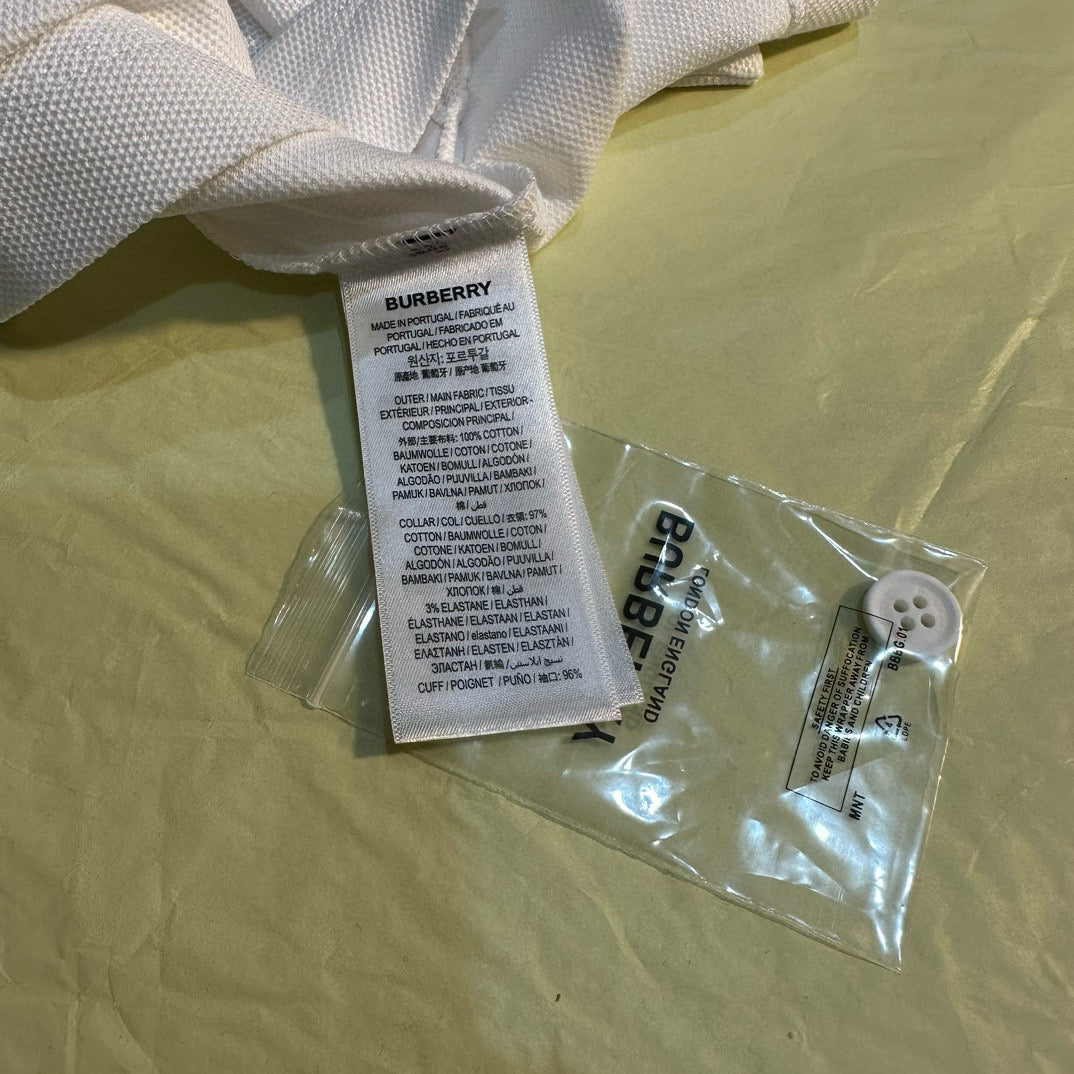 BURBERRY
MADE IN PORTUGAL / FABRIQUÉ AU
PORTUGAL / FABRICADO EM
PORTUGAL / HECHO EN PORTUGAL
원산지: 포르투갈
原產地 葡萄牙 / 原产地 葡萄牙
OUTER / MAIN FABRIC / TISSU
EXTÉRIEUR / PRINCIPAL / EXTERIOR -
COMPOSICION PRINCIPAL /
外部/主要布料: 100% COTTON /
BAUMWOLLE / COTON / COTONE /
KATOEN / BOMULL / ALGODÓN /
ALGODÃO / PUUVILLA / BAMBAKI /
PAMUK / BAVLNA / PAMUT / ХЛОПОК /
棉 / قطن
COLLAR / COL / CUELLO / 衣領: 97%
COTTON / BAUMWOLLE / COTON /
COTONE / KATOEN / BOMULL /
ALGODÓN / ALGODÃO / PUUVILLA /
BAMBAKI / PAMUK / BAVLNA / PAMUT /
ХЛОПОК / 棉 / قطن
3% ELASTANE / ELASTHAN /
ÉLASTHANE / ELASTAAN / ELASTAN /
ELASTANO / elastano / ELASTAANI /
ΕΛΑΣΤΑΝΗ / ELASTEN / ELASZTÁN /
ЭЛАСТАН / 氨綸 / نسيج ايلاستين
CUFF / POIGNET / PUÑO / 袖口: 96%
LONDON ENGLAND
SAFETY FIRST
TO AVOID DANGER OF SUFFOCATION
KEEP THIS WRAPPER AWAY FROM
BABIES AND CHILDREN
LDPE
MNT